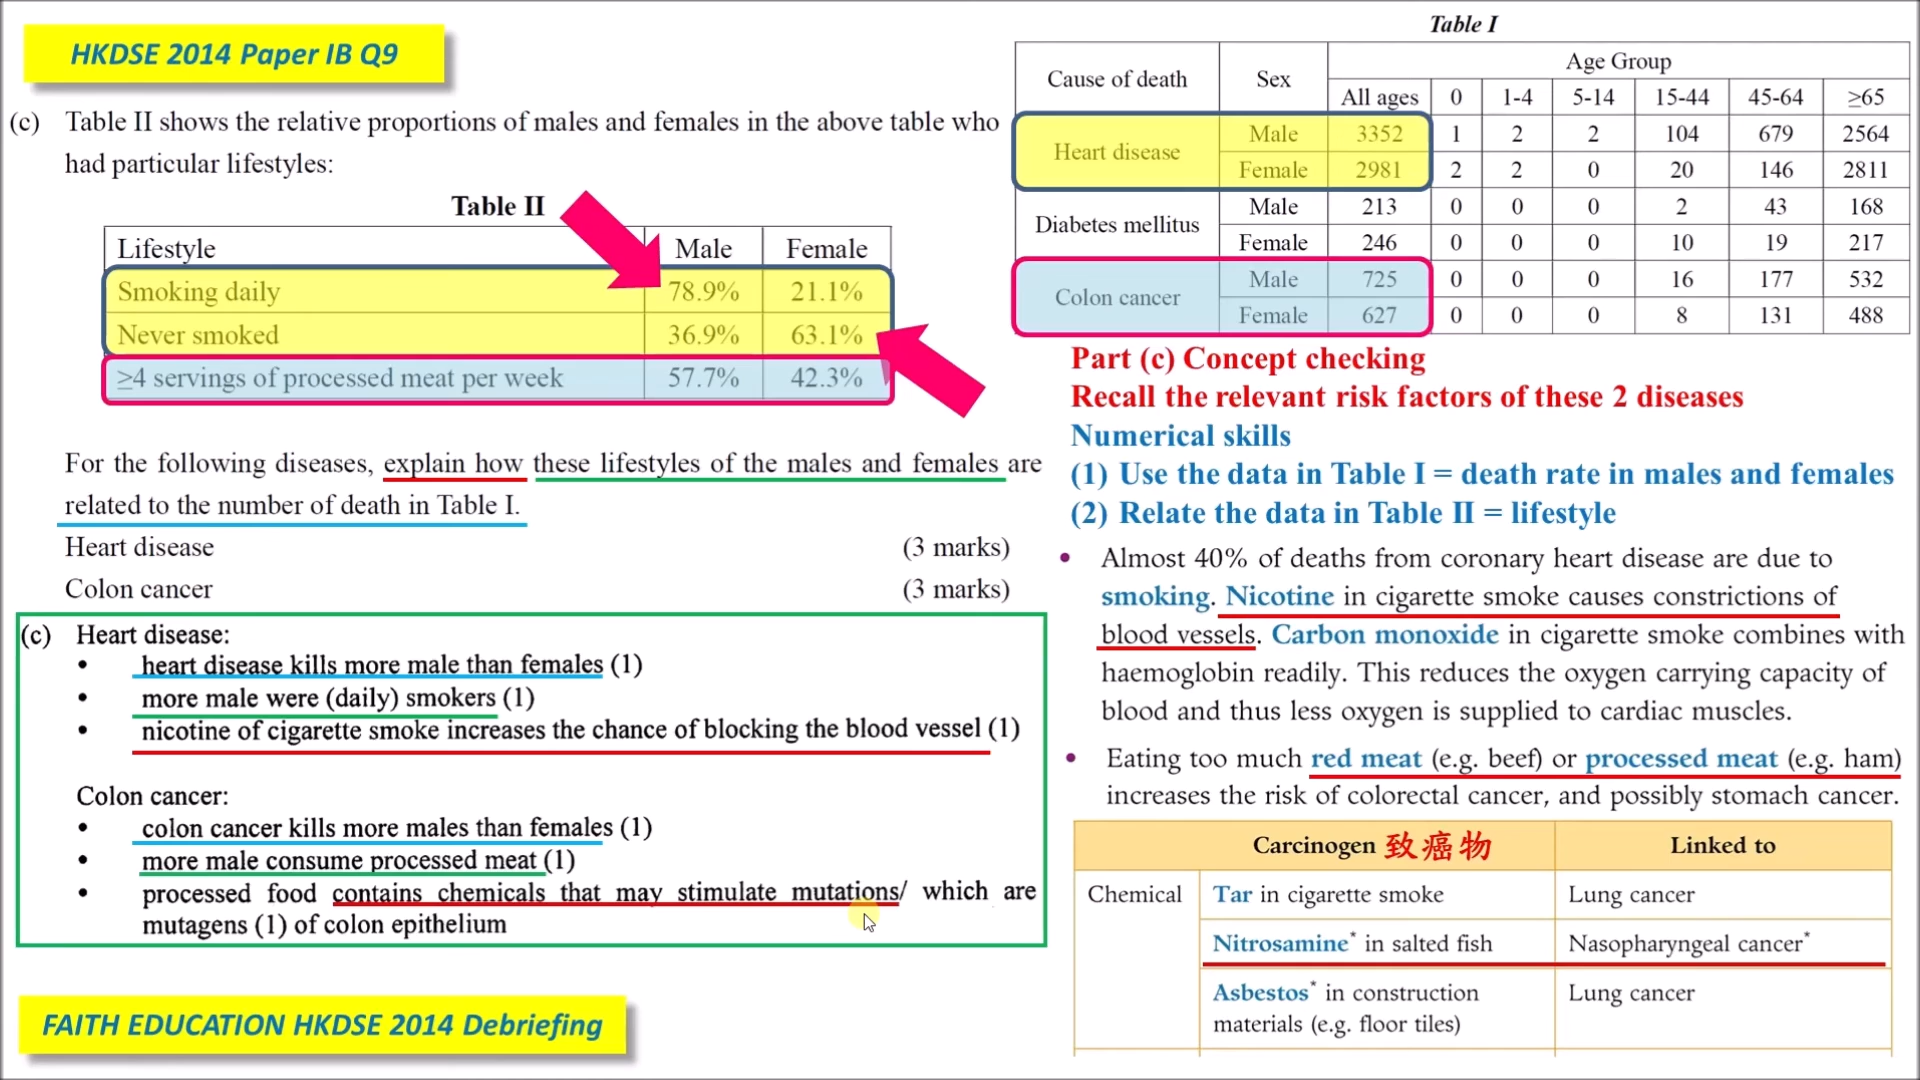 HKDSE 2014 Paper IB Q9
(c) Table II shows the relative proportions of males and females in the above table who
had particular lifestyles:
Table II
Lifestyle Male Female
Smoking daily 78.9% 21.1%
Never smoked 36.9% 63.1%
≥4 servings of processed meat per week 57.7% 42.3%
For the following diseases, explain how these lifestyles of the males and females are
related to the number of death in Table I.
Heart disease (3 marks)
Colon cancer (3 marks)
(c) Heart disease:
• heart disease kills more male than females (1)
• more male were (daily) smokers (1)
• nicotine of cigarette smoke increases the chance of blocking the blood vessel (1)
Colon cancer:
• colon cancer kills more males than females (1)
• more male consume processed meat (1)
• processed food contains chemicals that may stimulate mutations/ which are
mutagens (1) of colon epithelium
FAITH EDUCATION HKDSE 2014 Debriefing
Table I
Cause of death Sex Age Group
All ages 0 1-4 5-14 15-44 45-64 ≥65
Heart disease Male 3352 1 2 2 104 679 2564
Female 2981 2 2 0 20 146 2811
Diabetes mellitus Male 213 0 0 0 2 43 168
Female 246 0 0 0 10 19 217
Colon cancer Male 725 0 0 0 16 177 532
Female 627 0 0 0 8 131 488
Part (c) Concept checking
Recall the relevant risk factors of these 2 diseases
Numerical skills
(1) Use the data in Table I = death rate in males and females
(2) Relate the data in Table II = lifestyle
• Almost 40% of deaths from coronary heart disease are due to
smoking. Nicotine in cigarette smoke causes constrictions of
blood vessels. Carbon monoxide in cigarette smoke combines with
haemoglobin readily. This reduces the oxygen carrying capacity of
blood and thus less oxygen is supplied to cardiac muscles.
• Eating too much red meat (e.g. beef) or processed meat (e.g. ham)
increases the risk of colorectal cancer, and possibly stomach cancer.
Carcinogen 致癌物 Linked to
Chemical Tar in cigarette smoke Lung cancer
Nitrosamine* in salted fish Nasopharyngeal cancer*
Asbestos* in construction Lung cancer
materials (e.g. floor tiles)